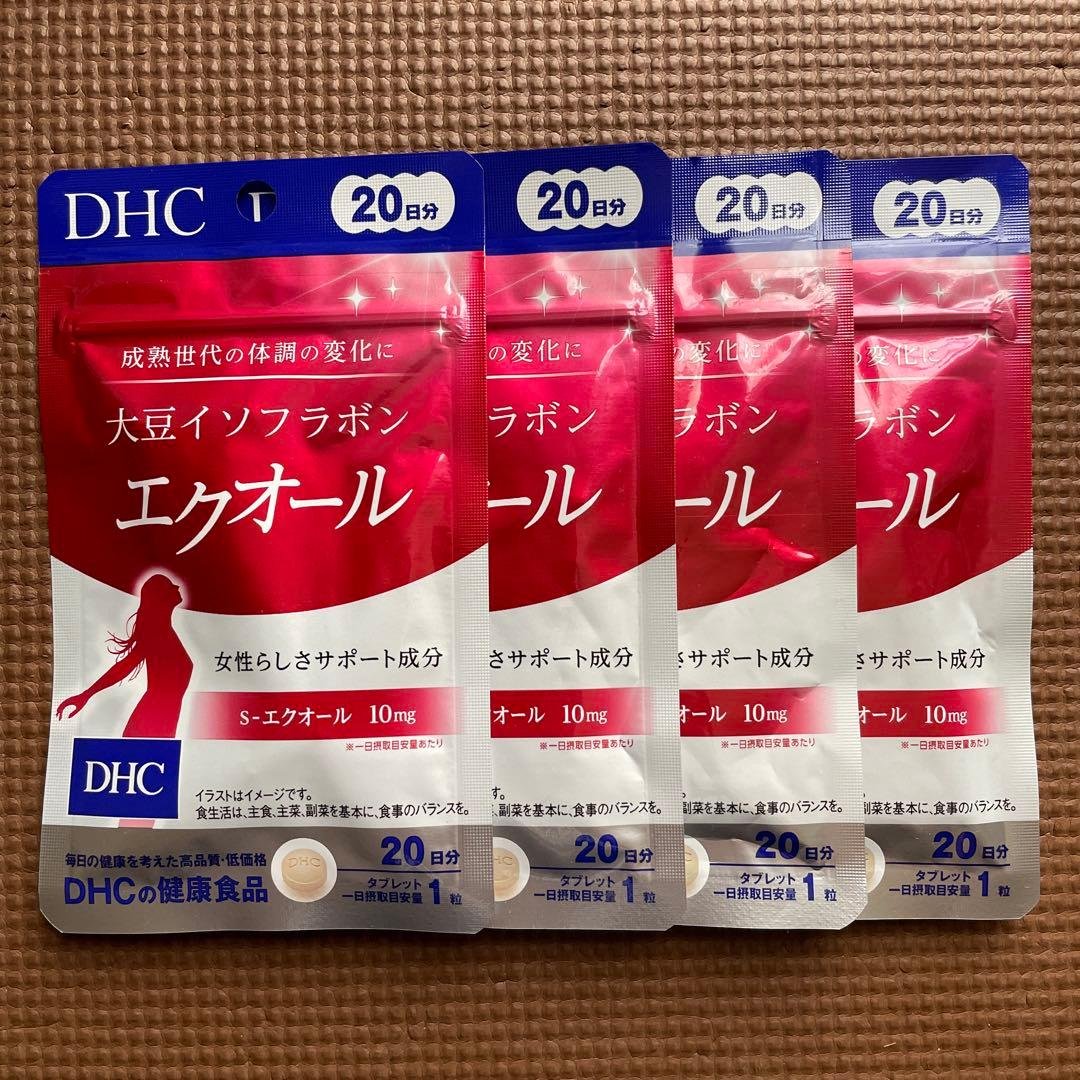 DHC
20日分
成熟世代の体調の変化に
大豆イソフラボン
エクオール
女性らしさサポート成分
S-エクオール 10mg
※一日摂取目安量あたり
DHC
イラストはイメージです。
食生活は、主食、主菜、副菜を基本に、食事のバランスを。
毎日の健康を考えた高品質・低価格
DHCの健康食品
DHC
20日分
タブレット
一日摂取目安量 1粒
20日分
の変化に
ラボン
ール
さサポート成分
オール 10mg
※一日摂取目安量あたり
す。
副菜を基本に、食事のバランスを。
20日分
タブレット
一日摂取目安量 1粒
20日分
の変化に
ラボン
ール
さサポート成分
オール 10mg
※一日摂取目安量あたり
副菜を基本に、食事のバランスを。
20日分
タブレット
一日摂取目安量 1粒
20日分
の変化に
ラボン
ール
さサポート成分
オール 10mg
※一日摂取目安量あたり
副菜を基本に、食事のバランスを。
20日分
タブレット
一日摂取目安量 1粒